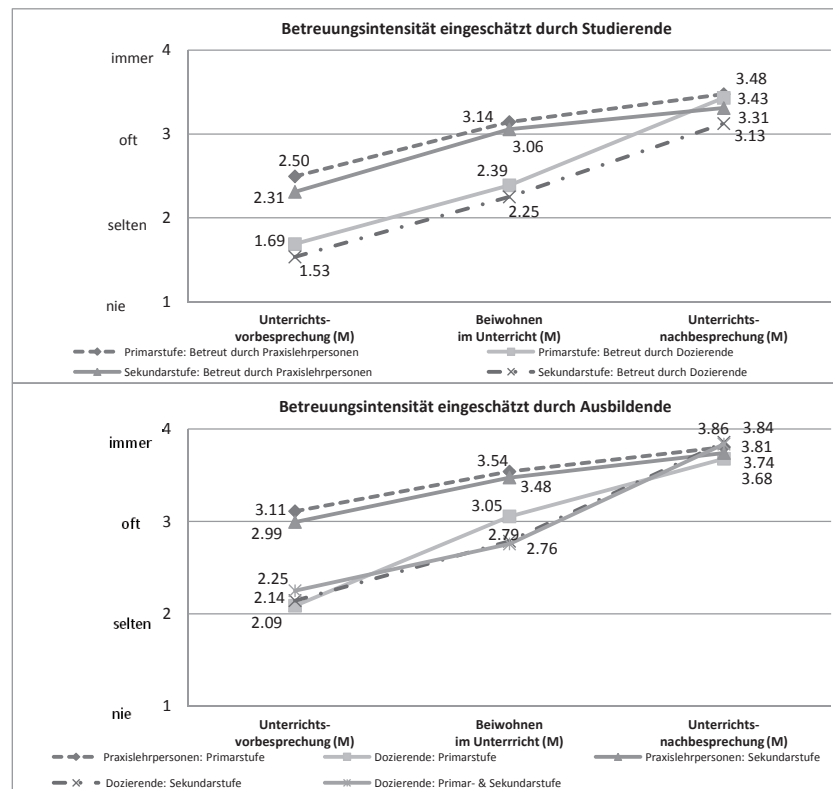 Betreuungsintensität eingeschätzt durch Studierende
immer 4
oft 3
selten 2
nie 1
2.50
2.31
1.69
1.53
3.14
3.06
2.39
2.25
3.48
3.43
3.31
3.13
Unterrichts-
vorbesprechung (M)
Beiwohnen
im Unterricht (M)
Unterrichts-
nachbesprechung (M)
Primarstufe: Betreut durch Praxislehrpersonen
Primarstufe: Betreut durch Dozierende
Sekundarstufe: Betreut durch Praxislehrpersonen
Sekundarstufe: Betreut durch Dozierende
Betreuungsintensität eingeschätzt durch Ausbildende
immer 4
oft 3
selten 2
nie 1
3.11
2.99
2.25
2.14
2.09
3.54
3.48
3.05
2.79
2.76
3.86
3.84
3.81
3.74
3.68
Unterrichts-
vorbesprechung (M)
Beiwohnen
im Unterrricht (M)
Unterrichts-
nachbesprechung (M)
Praxislehrpersonen: Primarstufe
Dozierende: Primarstufe
Praxislehrpersonen: Sekundarstufe
Dozierende: Sekundarstufe
Dozierende: Primar- & Sekundarstufe